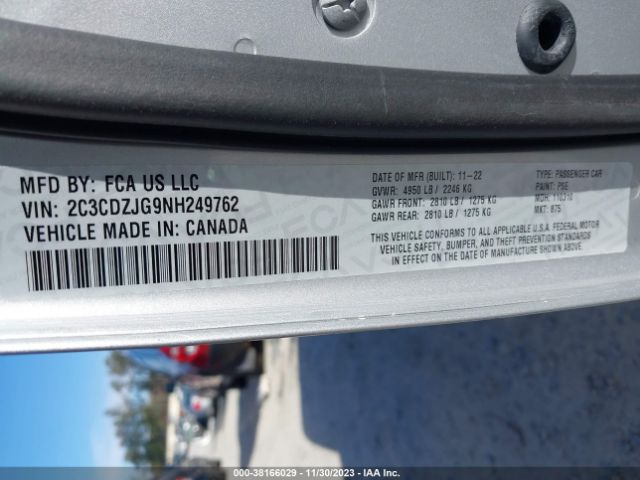 MFD BY: FCA US LLC
VIN: 2C3CDZJG9NH249762
VEHICLE MADE IN: CANADA
DATE OF MFR (BUILT): 11-22
GVWR: 4950 LB / 2246 KG
GAWR FRONT: 2810 LB / 1275 KG
GAWR REAR: 2810 LB / 1275 KG
TYPE: PASSENGER CAR
PAINT: PSE
MDH: 110316
MKT: 875
THIS VEHICLE CONFORMS TO ALL APPLICABLE U.S.A. FEDERAL MOTOR
VEHICLE SAFETY, BUMPER, AND THEFT PREVENTION STANDARDS
IN EFFECT ON THE DATE OF MANUFACTURE SHOWN ABOVE.
000-38166029 - 11/30/2023 - IAA Inc.